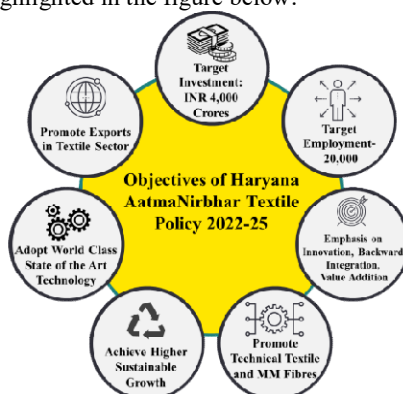 ghlighted in the figure below:
Target
Investment:
INR 4,000
Crores
Target
Employment-
20,000
Emphasis on
Innovation, Backward
Integration,
Value Addition
Promote
Technical Textile
and MM Fibres
Achieve Higher
Sustainable
Growth
Adopt World Class
State of the Art
Technology
Promote Exports
in Textile Sector
Objectives of Haryana
AatmaNirbhar Textile
Policy 2022-25